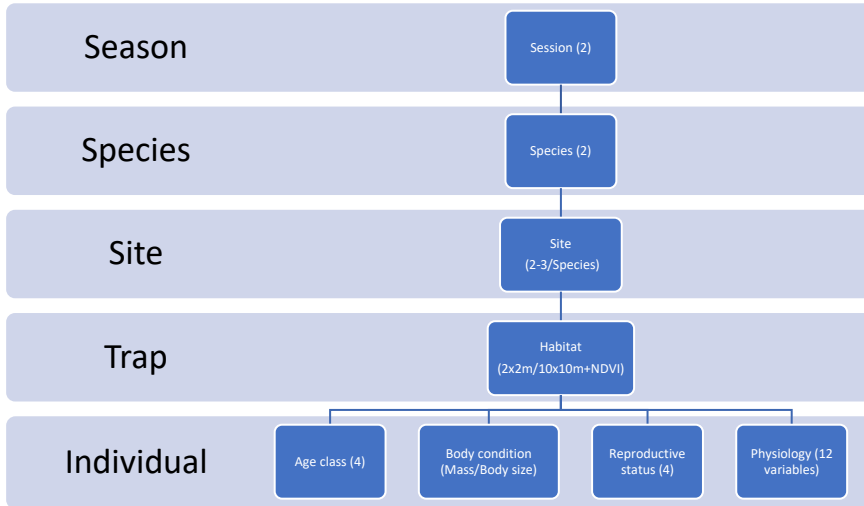 Season
Session (2)
Species
Species (2)
Site
Site
(2-3/Species)
Trap
Habitat
(2x2m/10x10m+NDVI)
Individual
Age class (4)
Body condition
(Mass/Body size)
Reproductive
status (4)
Physiology (12
variables)